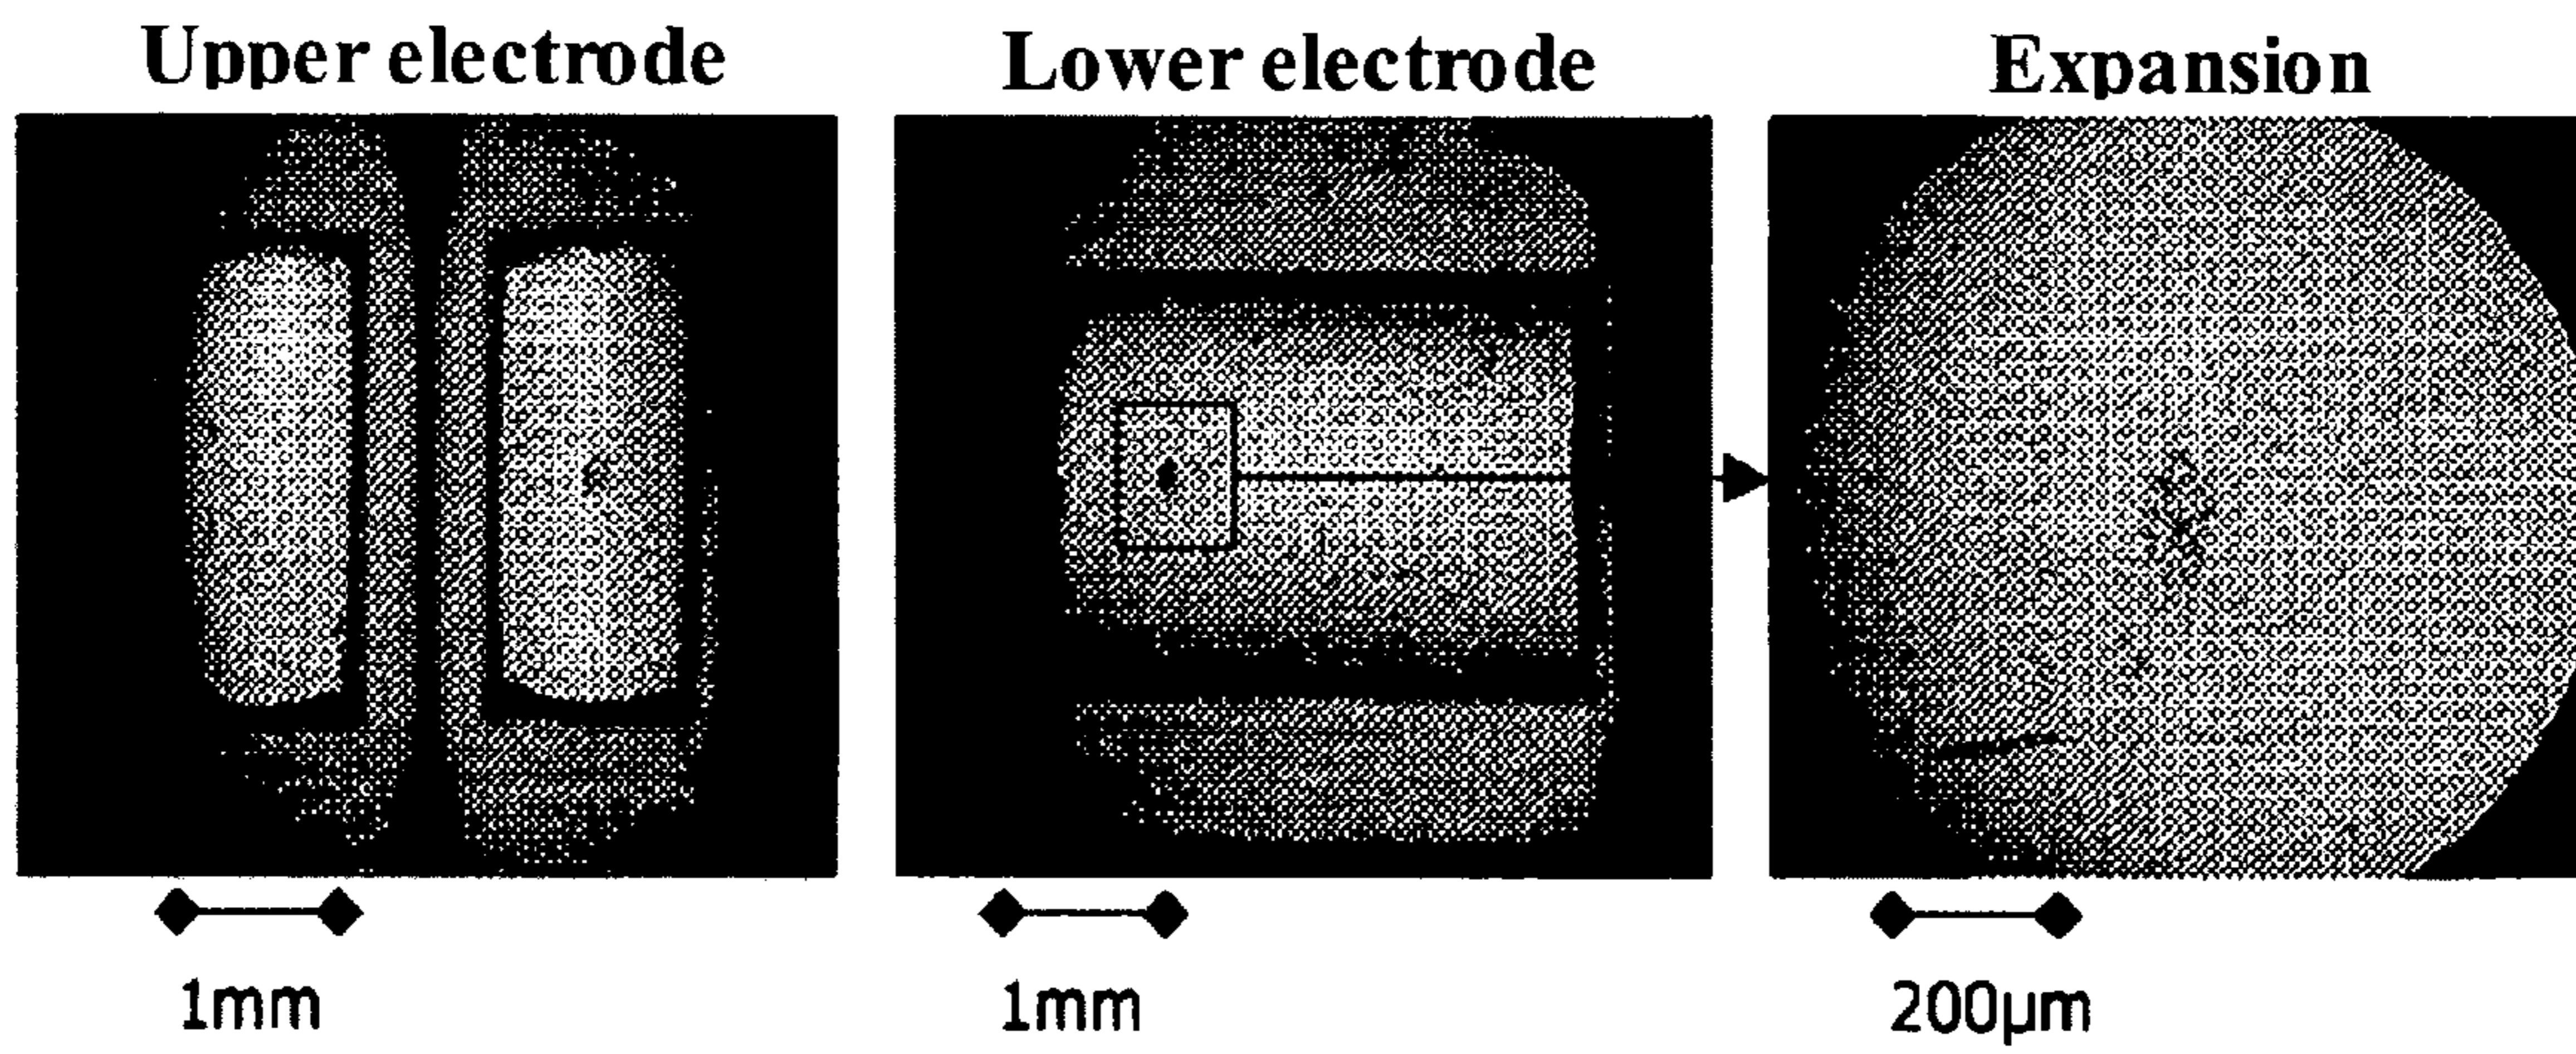 Upper electrode
Lower electrode
Expansion
1mm
1mm
200μm